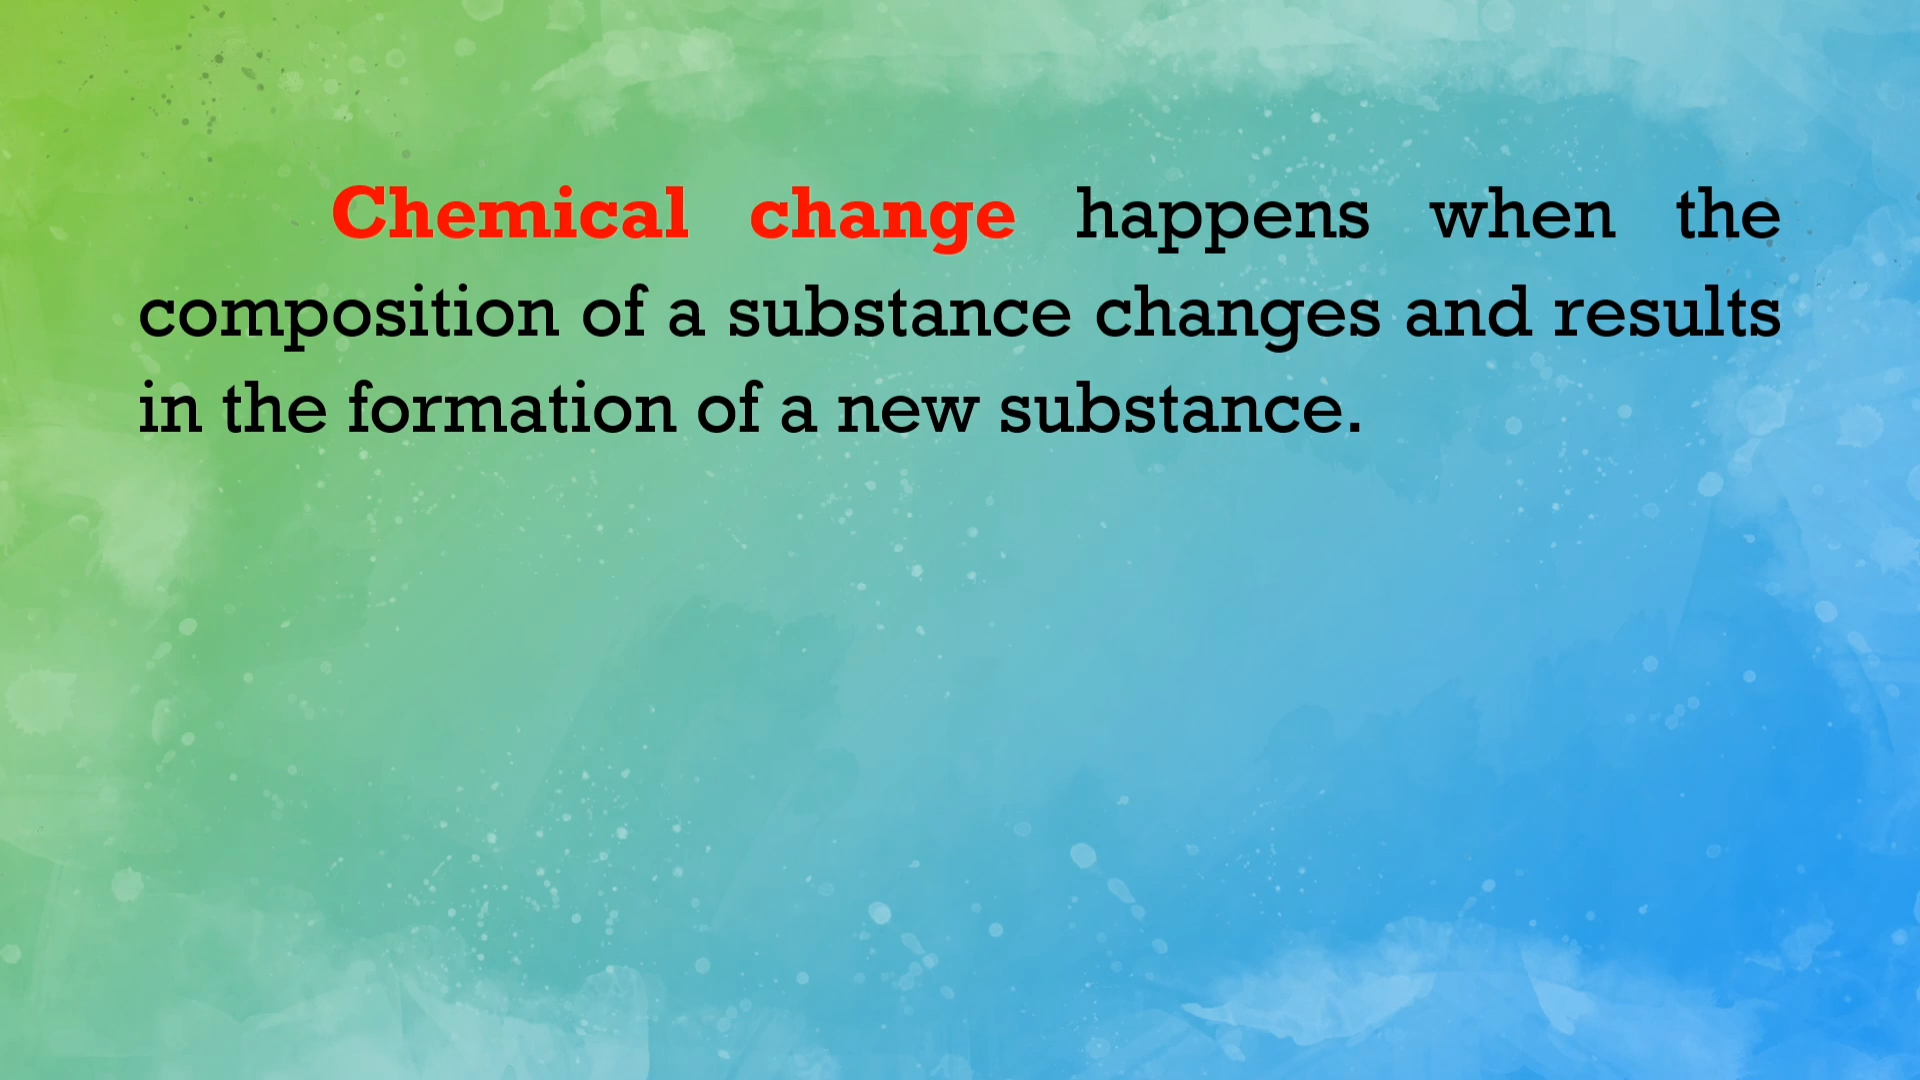 Chemical change happens when the
composition of a substance changes and results
in the formation of a new substance.